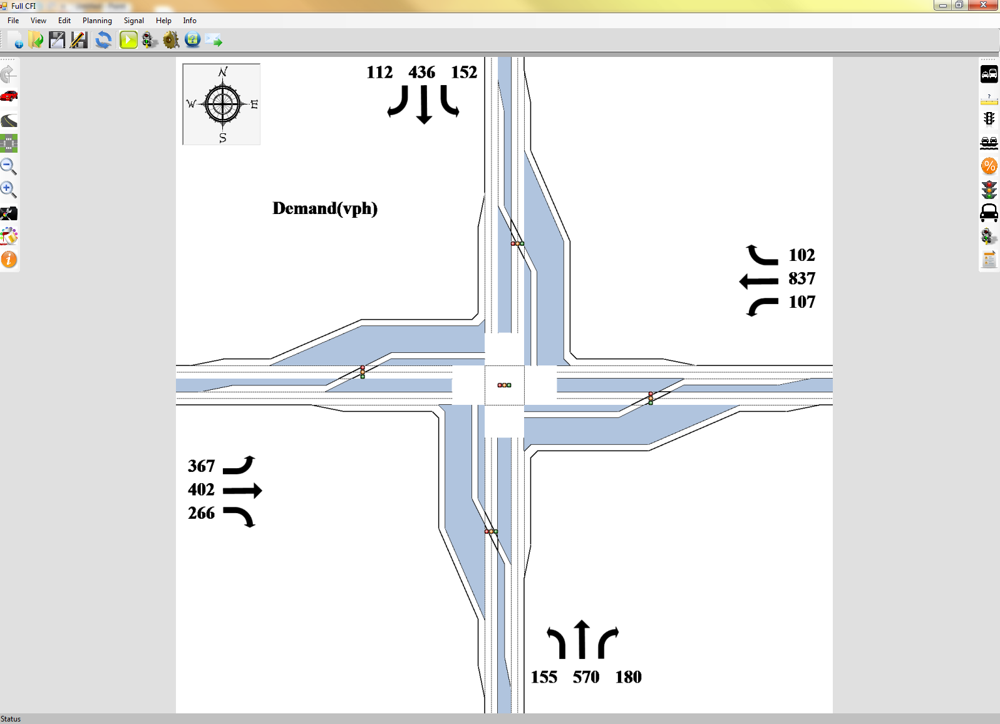 Full CFI
File View Edit Planning Signal Help Info
N
W E
S
112 436 152
Demand(vph)
102
837
107
367
402
266
155 570 180
Status